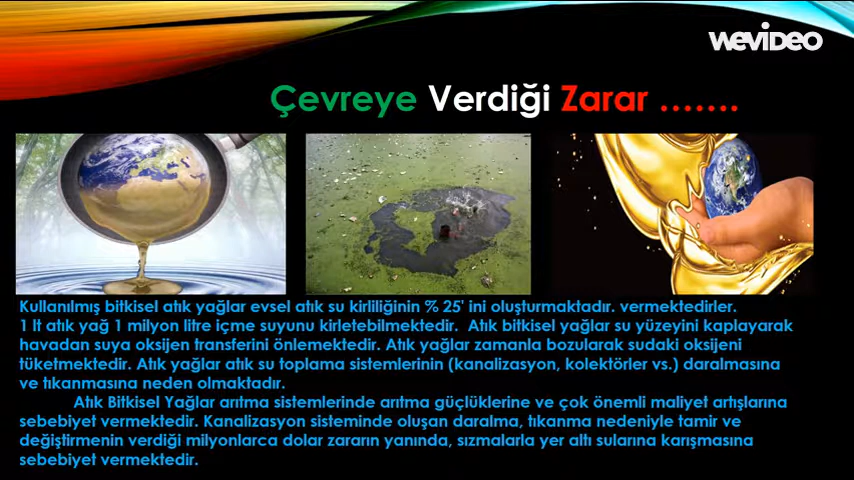 WEVIDEO
Çevreye Verdiği Zarar .......
Kullanılmış bitkisel atık yağlar evsel atık su kirliliğinin % 25' ini oluşturmaktadır. vermektedirler.
1 lt atık yağ 1 milyon litre içme suyunu kirletebilmektedir. Atık bitkisel yağlar su yüzeyini kaplayarak
havadan suya oksijen transferini önlemektedir. Atık yağlar zamanla bozularak sudaki oksijeni
tüketmektedir. Atık yağlar atık su toplama sistemlerinin (kanalizasyon, kolektörler vs.) daralmasına
ve tıkanmasına neden olmaktadır.
Atık Bitkisel Yağlar arıtma sistemlerinde arıtma güçlüklerine ve çok önemli maliyet artışlarına
sebebiyet vermektedir. Kanalizasyon sisteminde oluşan daralma, tıkanma nedeniyle tamir ve
değiştirmenin verdiği milyonlarca dolar zararın yanında, sızmalarla yer altı sularına karışmasına
sebebiyet vermektedir.